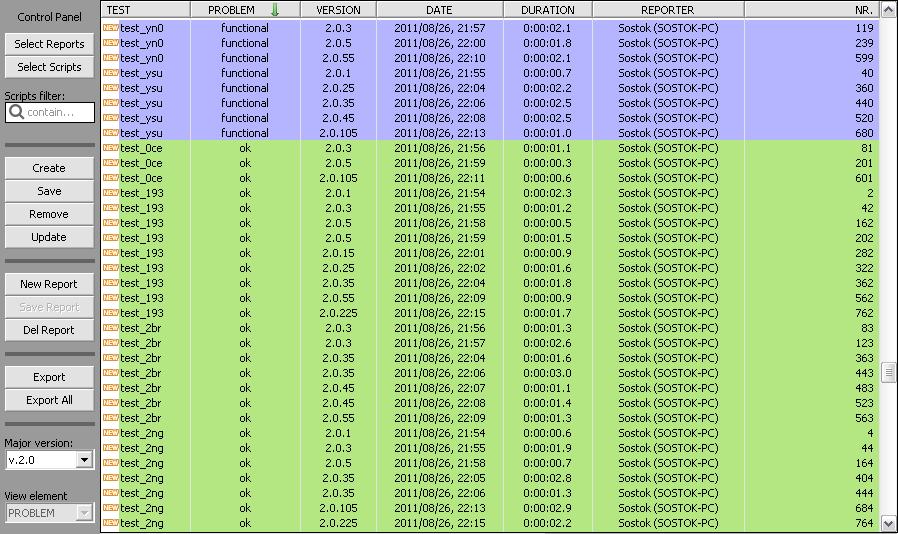 Control Panel
Select Reports
Select Scripts
Scripts filter:
contain...
Create
Save
Remove
Update
New Report
Save Report
Del Report
Export
Export All
Major version:
v.2.0
View element
PROBLEM
TEST PROBLEM VERSION DATE DURATION REPORTER NR.
NEW test_yn0 functional 2.0.3 2011/08/26, 21:57 0:00:02.1 Sostok (SOSTOK-PC) 119
NEW test_yn0 functional 2.0.5 2011/08/26, 22:00 0:00:01.8 Sostok (SOSTOK-PC) 239
NEW test_yn0 functional 2.0.55 2011/08/26, 22:10 0:00:02.1 Sostok (SOSTOK-PC) 599
NEW test_ysu functional 2.0.1 2011/08/26, 21:55 0:00:00.7 Sostok (SOSTOK-PC) 40
NEW test_ysu functional 2.0.25 2011/08/26, 22:04 0:00:02.2 Sostok (SOSTOK-PC) 360
NEW test_ysu functional 2.0.35 2011/08/26, 22:06 0:00:02.5 Sostok (SOSTOK-PC) 440
NEW test_ysu functional 2.0.45 2011/08/26, 22:08 0:00:02.5 Sostok (SOSTOK-PC) 520
NEW test_ysu functional 2.0.105 2011/08/26, 22:13 0:00:01.0 Sostok (SOSTOK-PC) 680
NEW test_0ce ok 2.0.3 2011/08/26, 21:56 0:00:01.1 Sostok (SOSTOK-PC) 81
NEW test_0ce ok 2.0.5 2011/08/26, 21:59 0:00:00.3 Sostok (SOSTOK-PC) 201
NEW test_0ce ok 2.0.105 2011/08/26, 22:11 0:00:00.6 Sostok (SOSTOK-PC) 601
NEW test_193 ok 2.0.1 2011/08/26, 21:54 0:00:02.3 Sostok (SOSTOK-PC) 2
NEW test_193 ok 2.0.3 2011/08/26, 21:55 0:00:01.2 Sostok (SOSTOK-PC) 42
NEW test_193 ok 2.0.5 2011/08/26, 21:58 0:00:00.5 Sostok (SOSTOK-PC) 162
NEW test_193 ok 2.0.5 2011/08/26, 21:59 0:00:01.5 Sostok (SOSTOK-PC) 202
NEW test_193 ok 2.0.15 2011/08/26, 22:01 0:00:00.9 Sostok (SOSTOK-PC) 282
NEW test_193 ok 2.0.25 2011/08/26, 22:02 0:00:01.6 Sostok (SOSTOK-PC) 322
NEW test_193 ok 2.0.35 2011/08/26, 22:04 0:00:01.8 Sostok (SOSTOK-PC) 362
NEW test_193 ok 2.0.55 2011/08/26, 22:09 0:00:00.9 Sostok (SOSTOK-PC) 562
NEW test_193 ok 2.0.225 2011/08/26, 22:15 0:00:01.7 Sostok (SOSTOK-PC) 762
NEW test_2br ok 2.0.3 2011/08/26, 21:56 0:00:01.3 Sostok (SOSTOK-PC) 83
NEW test_2br ok 2.0.3 2011/08/26, 21:57 0:00:02.6 Sostok (SOSTOK-PC) 123
NEW test_2br ok 2.0.35 2011/08/26, 22:04 0:00:01.6 Sostok (SOSTOK-PC) 363
NEW test_2br ok 2.0.35 2011/08/26, 22:06 0:00:03.0 Sostok (SOSTOK-PC) 443
NEW test_2br ok 2.0.45 2011/08/26, 22:07 0:00:01.1 Sostok (SOSTOK-PC) 483
NEW test_2br ok 2.0.45 2011/08/26, 22:08 0:00:01.4 Sostok (SOSTOK-PC) 523
NEW test_2br ok 2.0.55 2011/08/26, 22:09 0:00:01.3 Sostok (SOSTOK-PC) 563
NEW test_2ng ok 2.0.1 2011/08/26, 21:54 0:00:00.6 Sostok (SOSTOK-PC) 4
NEW test_2ng ok 2.0.3 2011/08/26, 21:55 0:00:01.9 Sostok (SOSTOK-PC) 44
NEW test_2ng ok 2.0.5 2011/08/26, 21:58 0:00:00.7 Sostok (SOSTOK-PC) 164
NEW test_2ng ok 2.0.35 2011/08/26, 22:05 0:00:02.8 Sostok (SOSTOK-PC) 404
NEW test_2ng ok 2.0.35 2011/08/26, 22:06 0:00:01.3 Sostok (SOSTOK-PC) 444
NEW test_2ng ok 2.0.105 2011/08/26, 22:13 0:00:02.9 Sostok (SOSTOK-PC) 684
NEW test_2ng ok 2.0.225 2011/08/26, 22:15 0:00:02.2 Sostok (SOSTOK-PC) 764